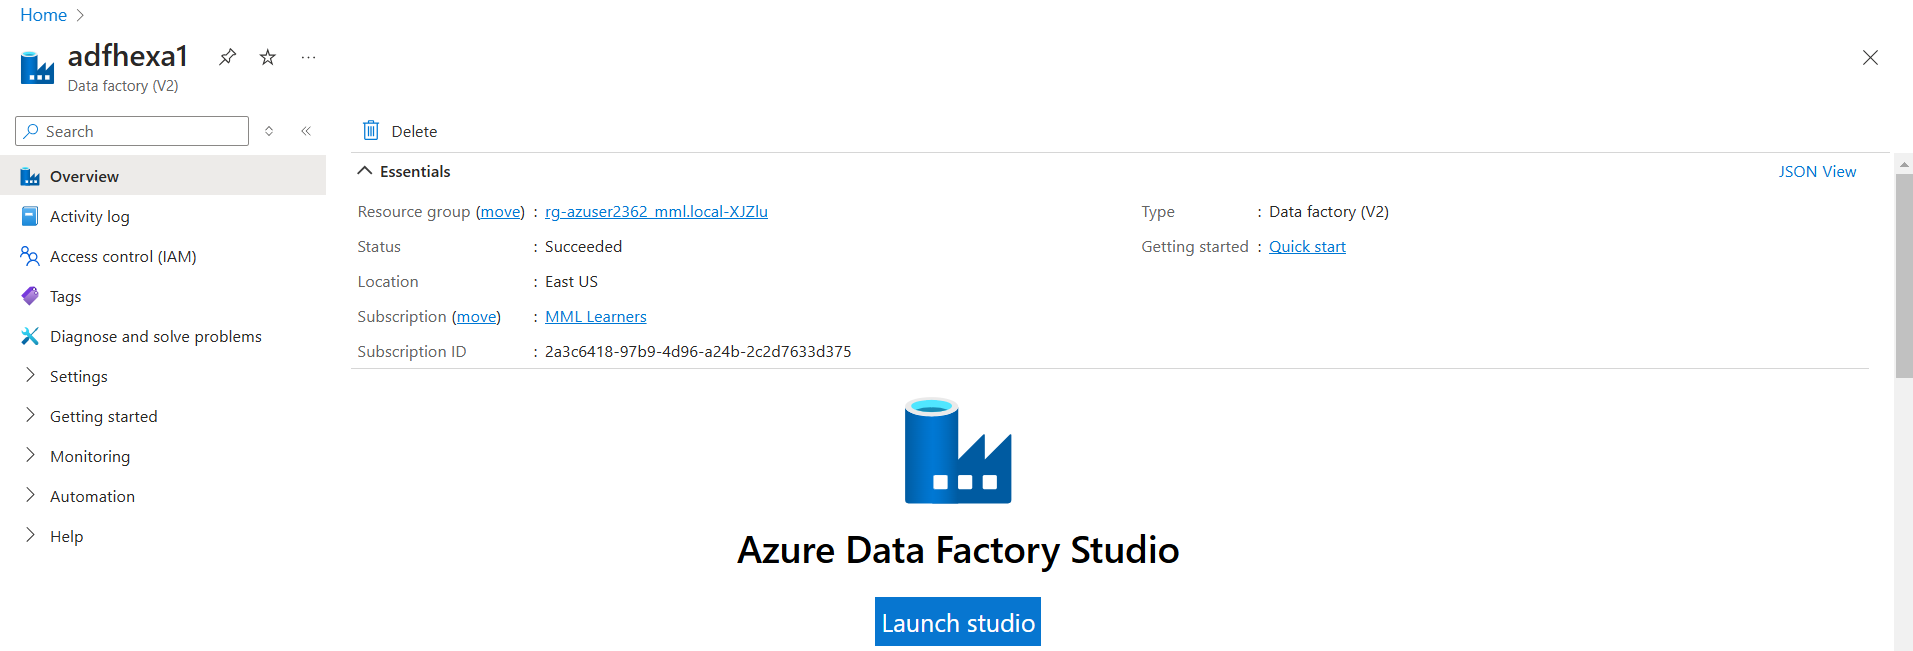 Home
adfhexa1
Data factory (V2)
Search
Overview
Activity log
Access control (IAM)
Tags
Diagnose and solve problems
Settings
Getting started
Monitoring
Automation
Help
Delete
Essentials
JSON View
Resource group (move) : rg-azuser2362_mml.local-XJZlu
Status : Succeeded
Location : East US
Subscription (move) : MML Learners
Subscription ID : 2a3c6418-97b9-4d96-a24b-2c2d7633d375
Type : Data factory (V2)
Getting started : Quick start
Azure Data Factory Studio
Launch studio